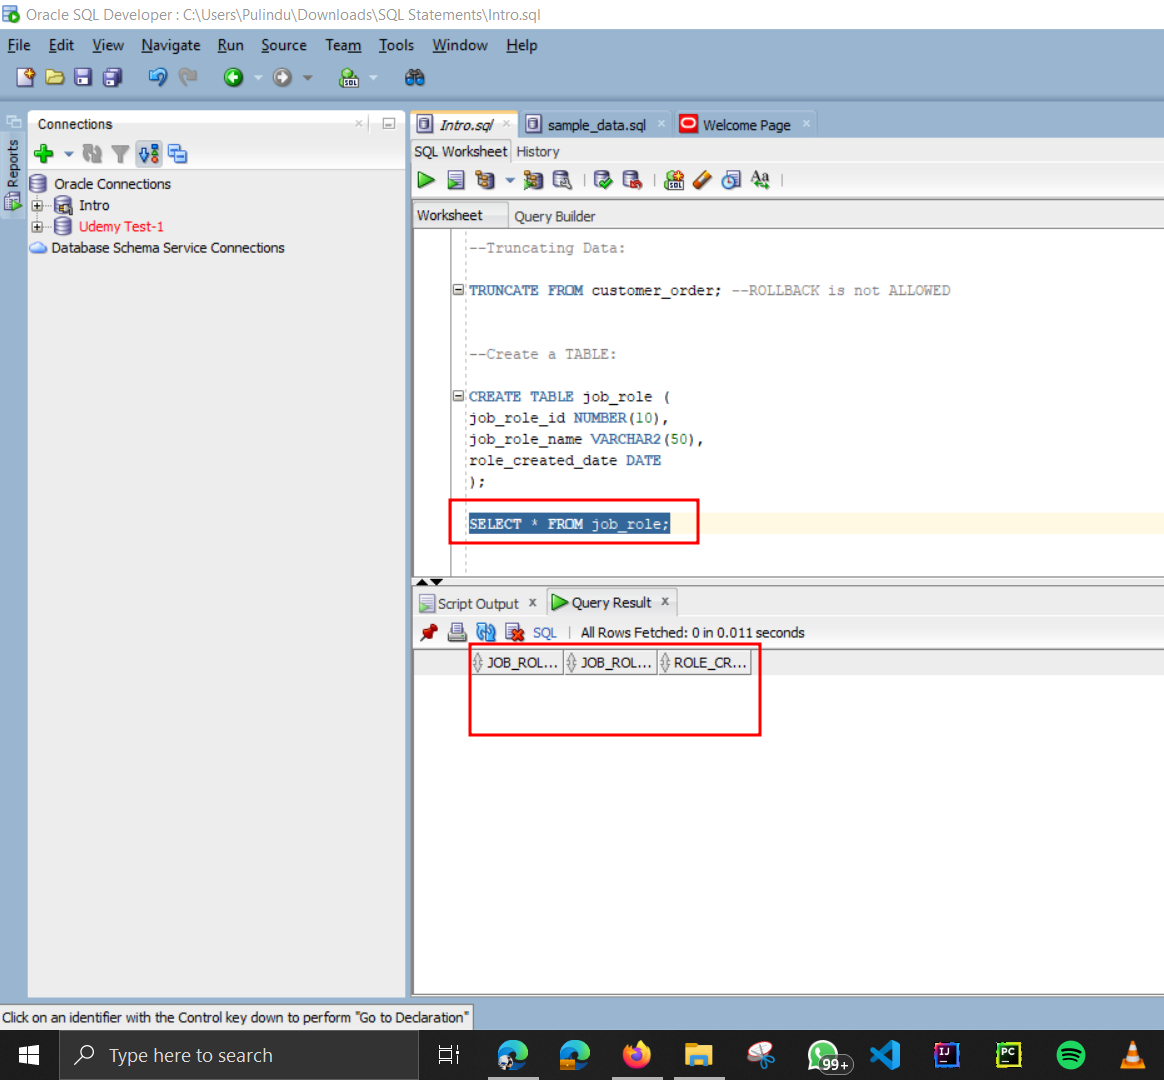 Oracle SQL Developer : C:\Users\Pulindu\Downloads\SQL Statements\Intro.sql
File Edit View Navigate Run Source Team Tools Window Help
Reports
Connections
Oracle Connections
Intro
Udemy Test-1
Database Schema Service Connections
Intro.sql sample_data.sql Welcome Page
SQL Worksheet History
Worksheet Query Builder
--Truncating Data:
TRUNCATE FROM customer_order; --ROLLBACK is not ALLOWED
--Create a TABLE:
CREATE TABLE job_role (
job_role_id NUMBER(10),
job_role_name VARCHAR2(50),
role_created_date DATE
);
SELECT * FROM job_role;
Script Output x Query Result x
SQL | All Rows Fetched: 0 in 0.011 seconds
JOB_ROL... JOB_ROL... ROLE_CR...
Click on an identifier with the Control key down to perform "Go to Declaration"
Type here to search
99+
IJ
PC